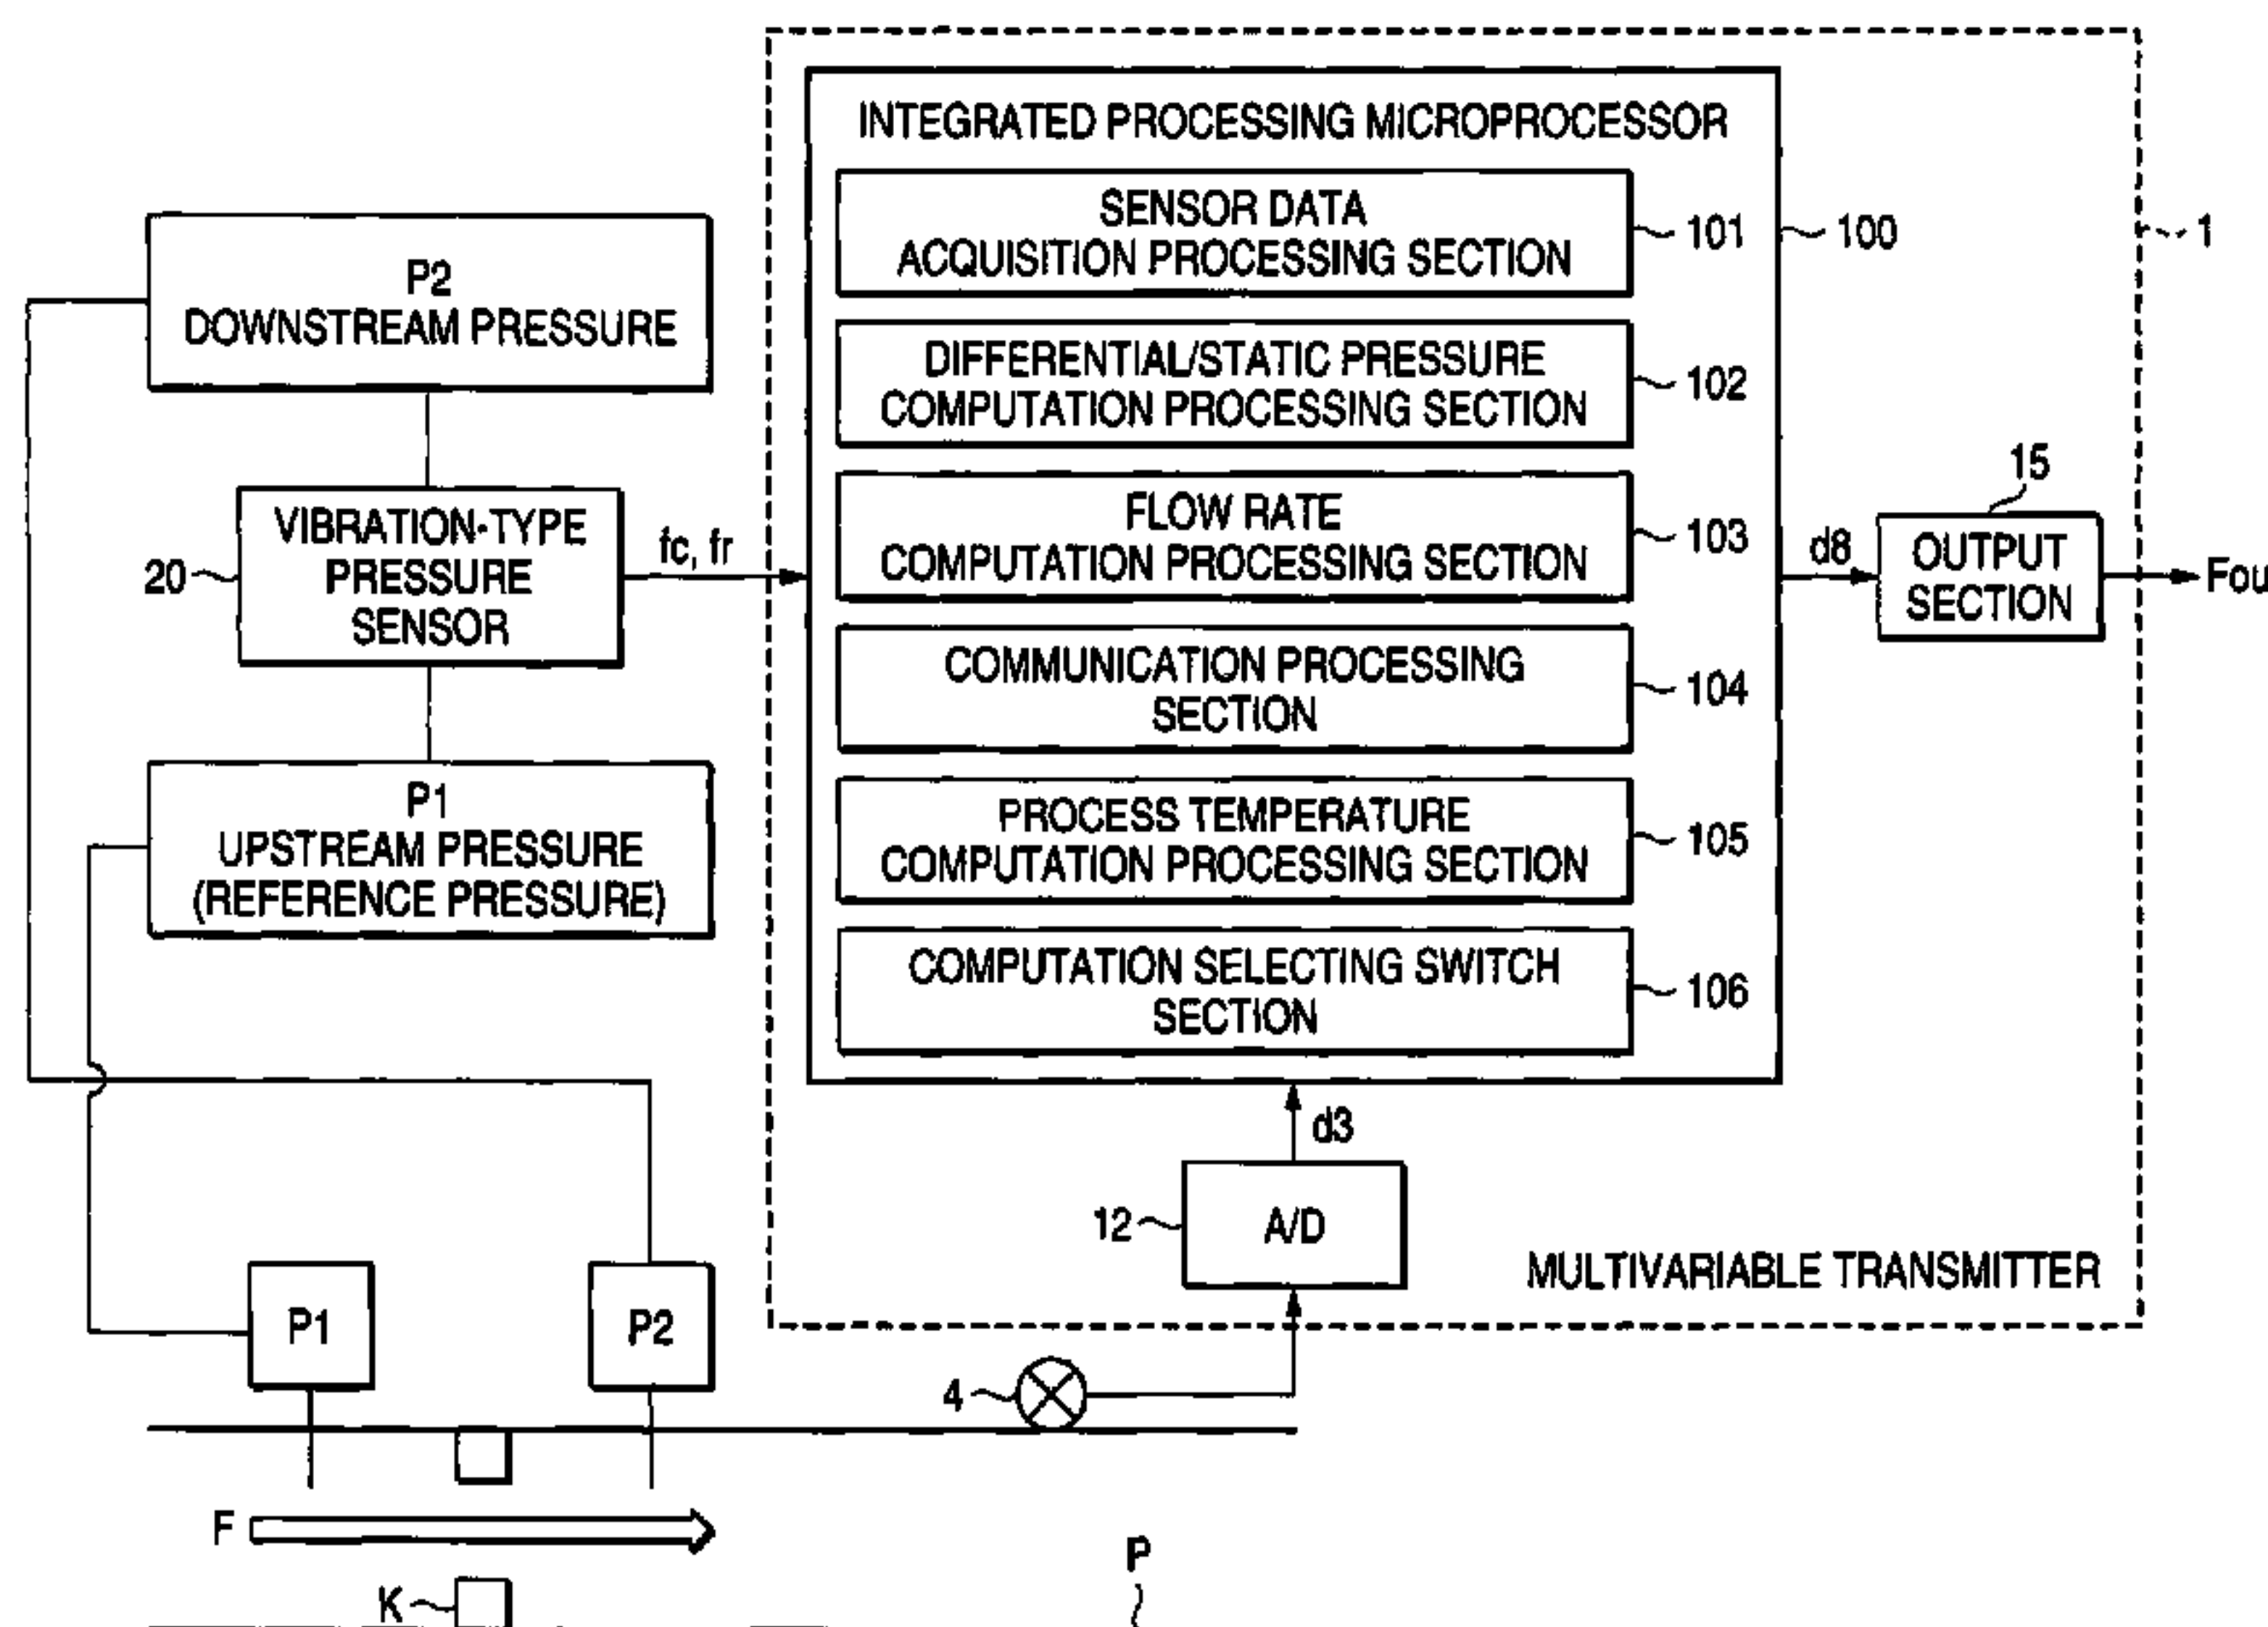 INTEGRATED PROCESSING MICROPROCESSOR
SENSOR DATA
ACQUISITION PROCESSING SECTION
101
100
1
P2
DOWNSTREAM PRESSURE
DIFFERENTIAL/STATIC PRESSURE
COMPUTATION PROCESSING SECTION
102
15
VIBRATION-TYPE
PRESSURE
SENSOR
20
fc, fr
FLOW RATE
COMPUTATION PROCESSING SECTION
103
d8
OUTPUT
SECTION
Fou
COMMUNICATION PROCESSING
SECTION
104
P1
UPSTREAM PRESSURE
(REFERENCE PRESSURE)
PROCESS TEMPERATURE
COMPUTATION PROCESSING SECTION
105
COMPUTATION SELECTING SWITCH
SECTION
106
d3
12
A/D
MULTIVARIABLE TRANSMITTER
P1
P2
4
F
K
P